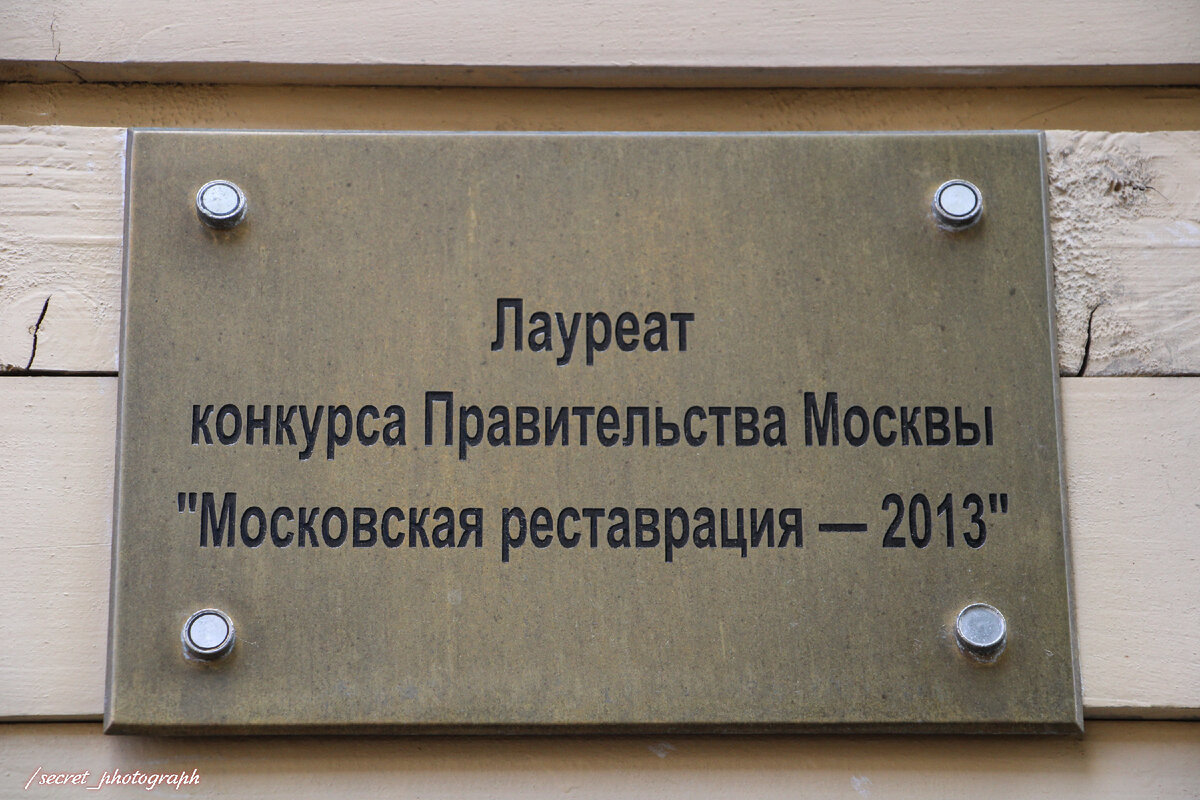 Лауреат
конкурса Правительства Москвы
"Московская реставрация — 2013"
/secret_photograph